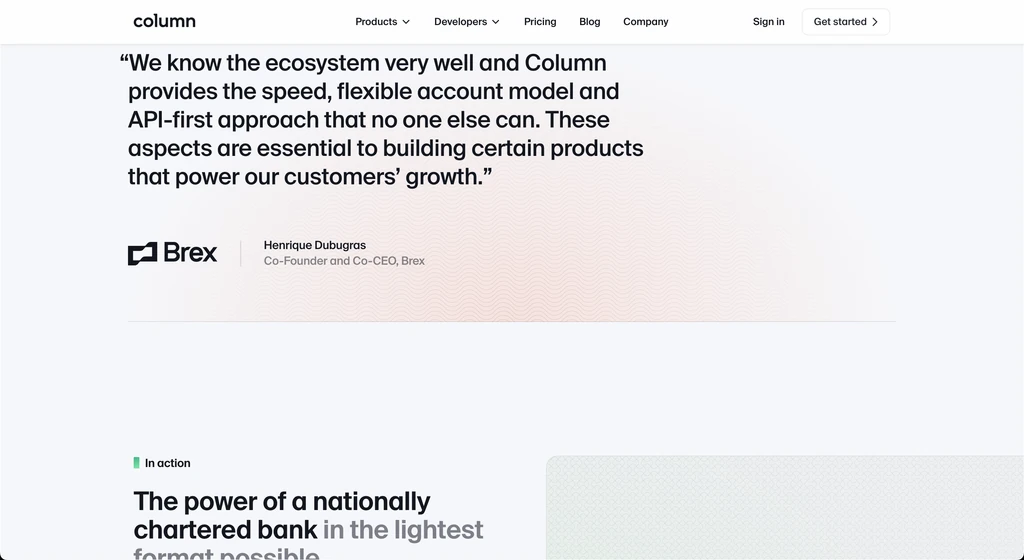 column
Products
Developers
Pricing
Blog
Company
Sign in
Get started
“We know the ecosystem very well and Column
provides the speed, flexible account model and
API-first approach that no one else can. These
aspects are essential to building certain products
that power our customers’ growth.”
Brex
Henrique Dubugras
Co-Founder and Co-CEO, Brex
In action
The power of a nationally
chartered bank in the lightest
format possible